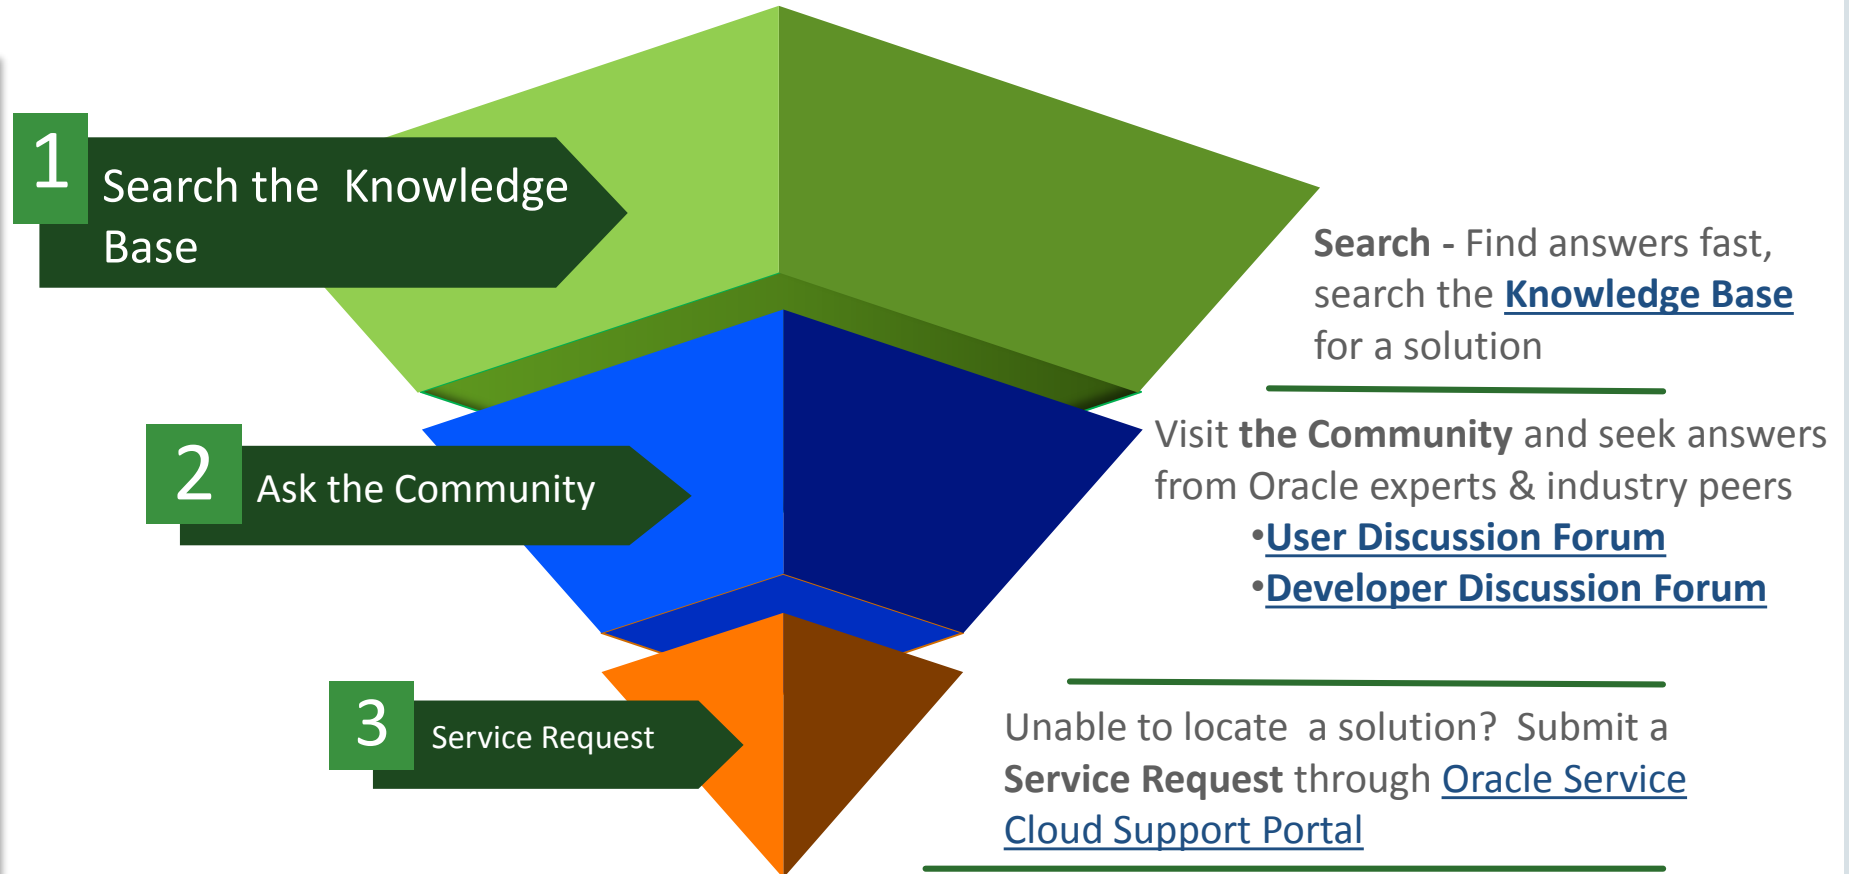 1
Search the Knowledge
Base
Search - Find answers fast,
search the Knowledge Base
for a solution
2
Ask the Community
Visit the Community and seek answers
from Oracle experts & industry peers
•User Discussion Forum
•Developer Discussion Forum
3
Service Request
Unable to locate a solution? Submit a
Service Request through Oracle Service
Cloud Support Portal